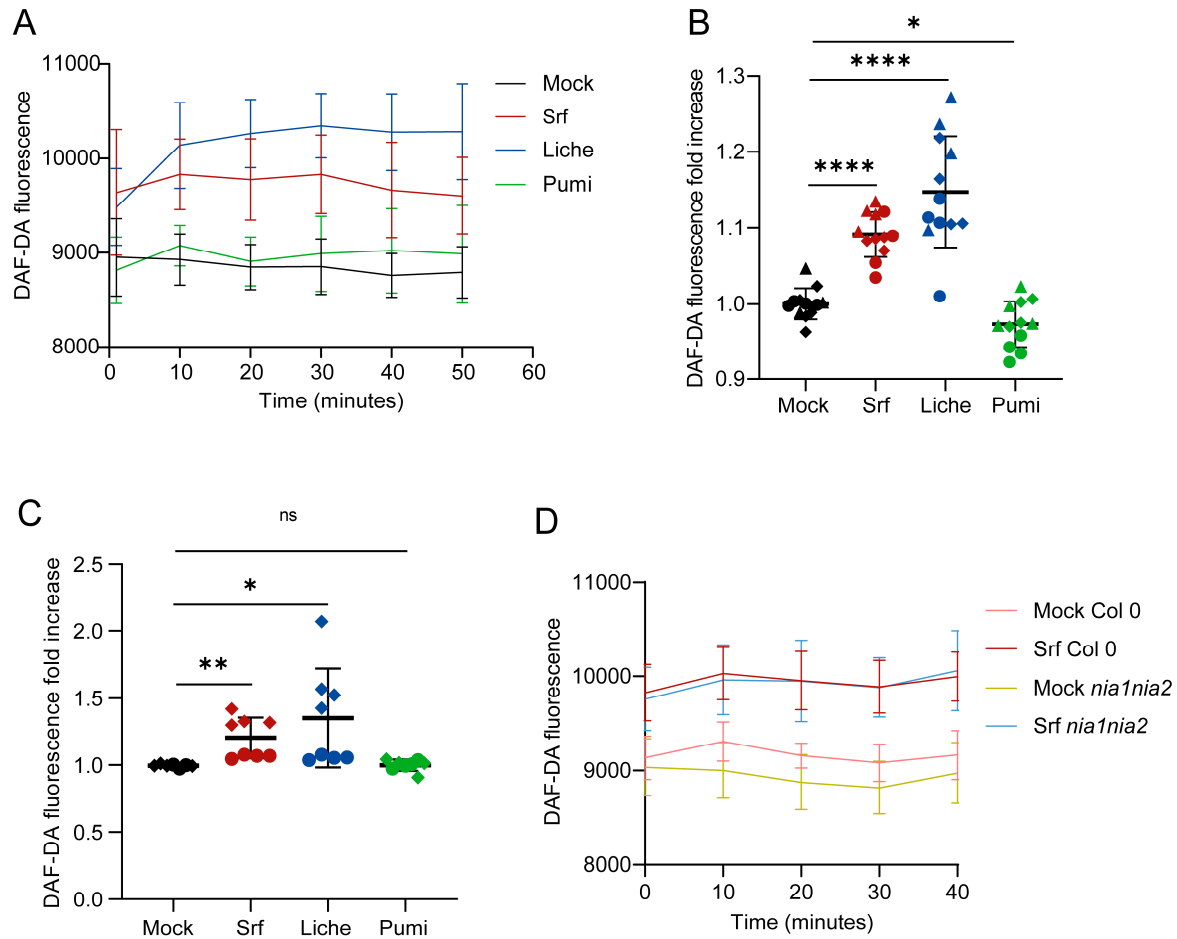 A
DAF-DA fluorescence
11000
10000
9000
8000
0
10
20
30
40
50
60
Time (minutes)
Mock
Srf
Liche
Pumi
B
DAF-DA fluorescence fold increase
*
****
****
1.3
1.2
1.1
1.0
0.9
Mock
Srf
Liche
Pumi
C
DAF-DA fluorescence fold increase
ns
*
**
2.5
2.0
1.5
1.0
0.5
0.0
Mock
Srf
Liche
Pumi
D
DAF-DA fluorescence
11000
10000
9000
8000
0
10
20
30
40
Time (minutes)
Mock Col 0
Srf Col 0
Mock nia1nia2
Srf nia1nia2